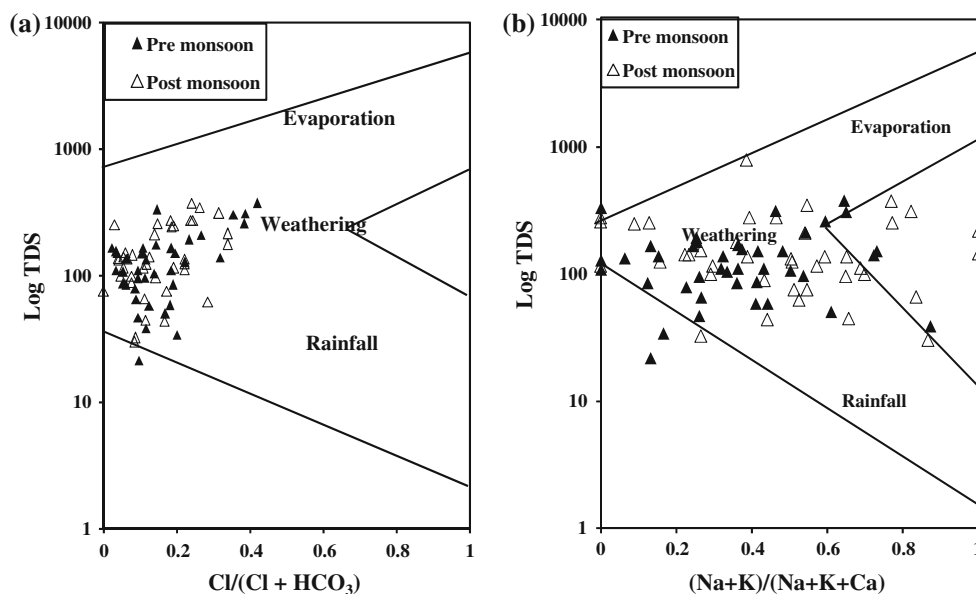 (a)
10000
1000
100
10
1
Log TDS
Pre monsoon
Post monsoon
Evaporation
Weathering
Rainfall
0
0.2
0.4
0.6
0.8
1
Cl/(Cl + HCO₃)
(b)
10000
1000
100
10
1
Log TDS
Pre monsoon
Post monsoon
Evaporation
Weathering
Rainfall
0
0.2
0.4
0.6
0.8
1
(Na+K)/(Na+K+Ca)